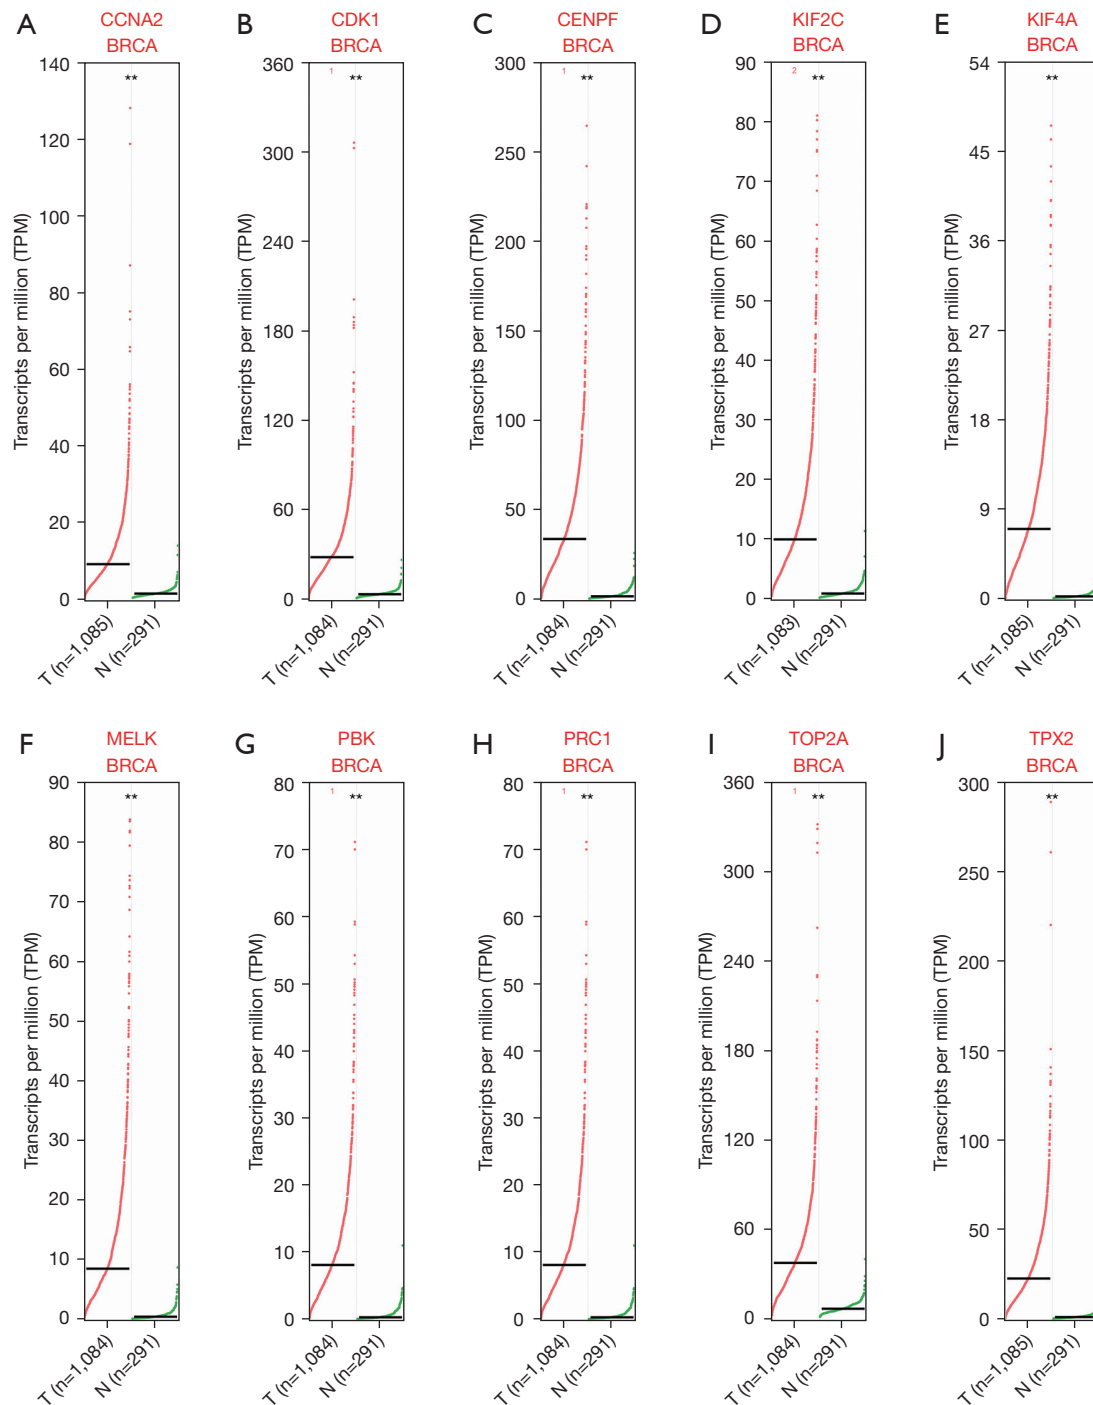 A
CCNA2
BRCA
**
Transcripts per million (TPM)
140
120
100
80
60
40
20
0
T (n=1,085)
N (n=291)
B
CDK1
BRCA
1
**
Transcripts per million (TPM)
360
300
240
180
120
60
0
T (n=1,084)
N (n=291)
C
CENPF
BRCA
1
**
Transcripts per million (TPM)
300
250
200
150
100
50
0
T (n=1,084)
N (n=291)
D
KIF2C
BRCA
2
**
Transcripts per million (TPM)
90
80
70
60
50
40
30
20
10
0
T (n=1,083)
N (n=291)
E
KIF4A
BRCA
**
Transcripts per million (TPM)
54
45
36
27
18
9
0
T (n=1,085)
N (n=291)
F
MELK
BRCA
**
Transcripts per million (TPM)
90
80
70
60
50
40
30
20
10
0
T (n=1,084)
N (n=291)
G
PBK
BRCA
1
**
Transcripts per million (TPM)
80
70
60
50
40
30
20
10
0
T (n=1,084)
N (n=291)
H
PRC1
BRCA
1
**
Transcripts per million (TPM)
80
70
60
50
40
30
20
10
0
T (n=1,084)
N (n=291)
I
TOP2A
BRCA
1
**
Transcripts per million (TPM)
360
300
240
180
120
60
0
T (n=1,084)
N (n=291)
J
TPX2
BRCA
**
Transcripts per million (TPM)
300
250
200
150
100
50
0
T (n=1,085)
N (n=291)